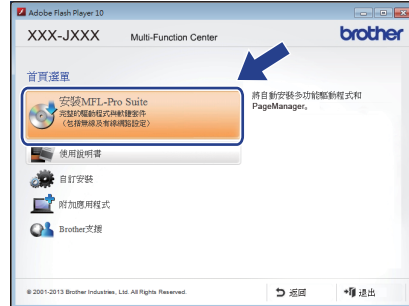 Adobe Flash Player 10
XXX-JXXX Multi-Function Center brother
首頁選單
安裝MFL-Pro Suite
完整的驅動程式與軟體套件
（包括無線及有線網路設定）
將自動安裝多功能驅動程式和
PageManager。
使用說明書
自訂安裝
附加應用程式
Brother支援
© 2001-2013 Brother Industries, Ltd. All Rights Reserved. 返回 退出